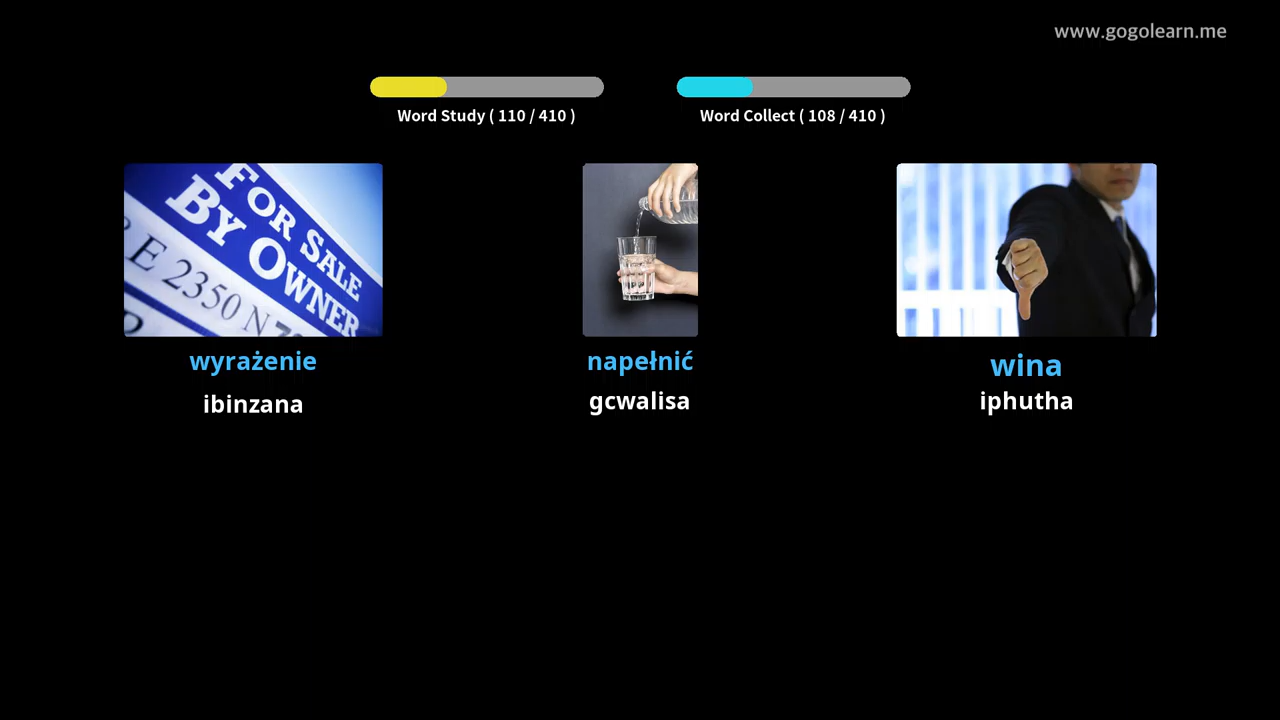 www.gogolearn.me
Word Study ( 110 / 410 )
Word Collect ( 108 / 410 )
FOR SALE
BY OWNER
E 2350 N
wyrażenie
napełnić
wina
ibinzana
gcwalisa
iphutha